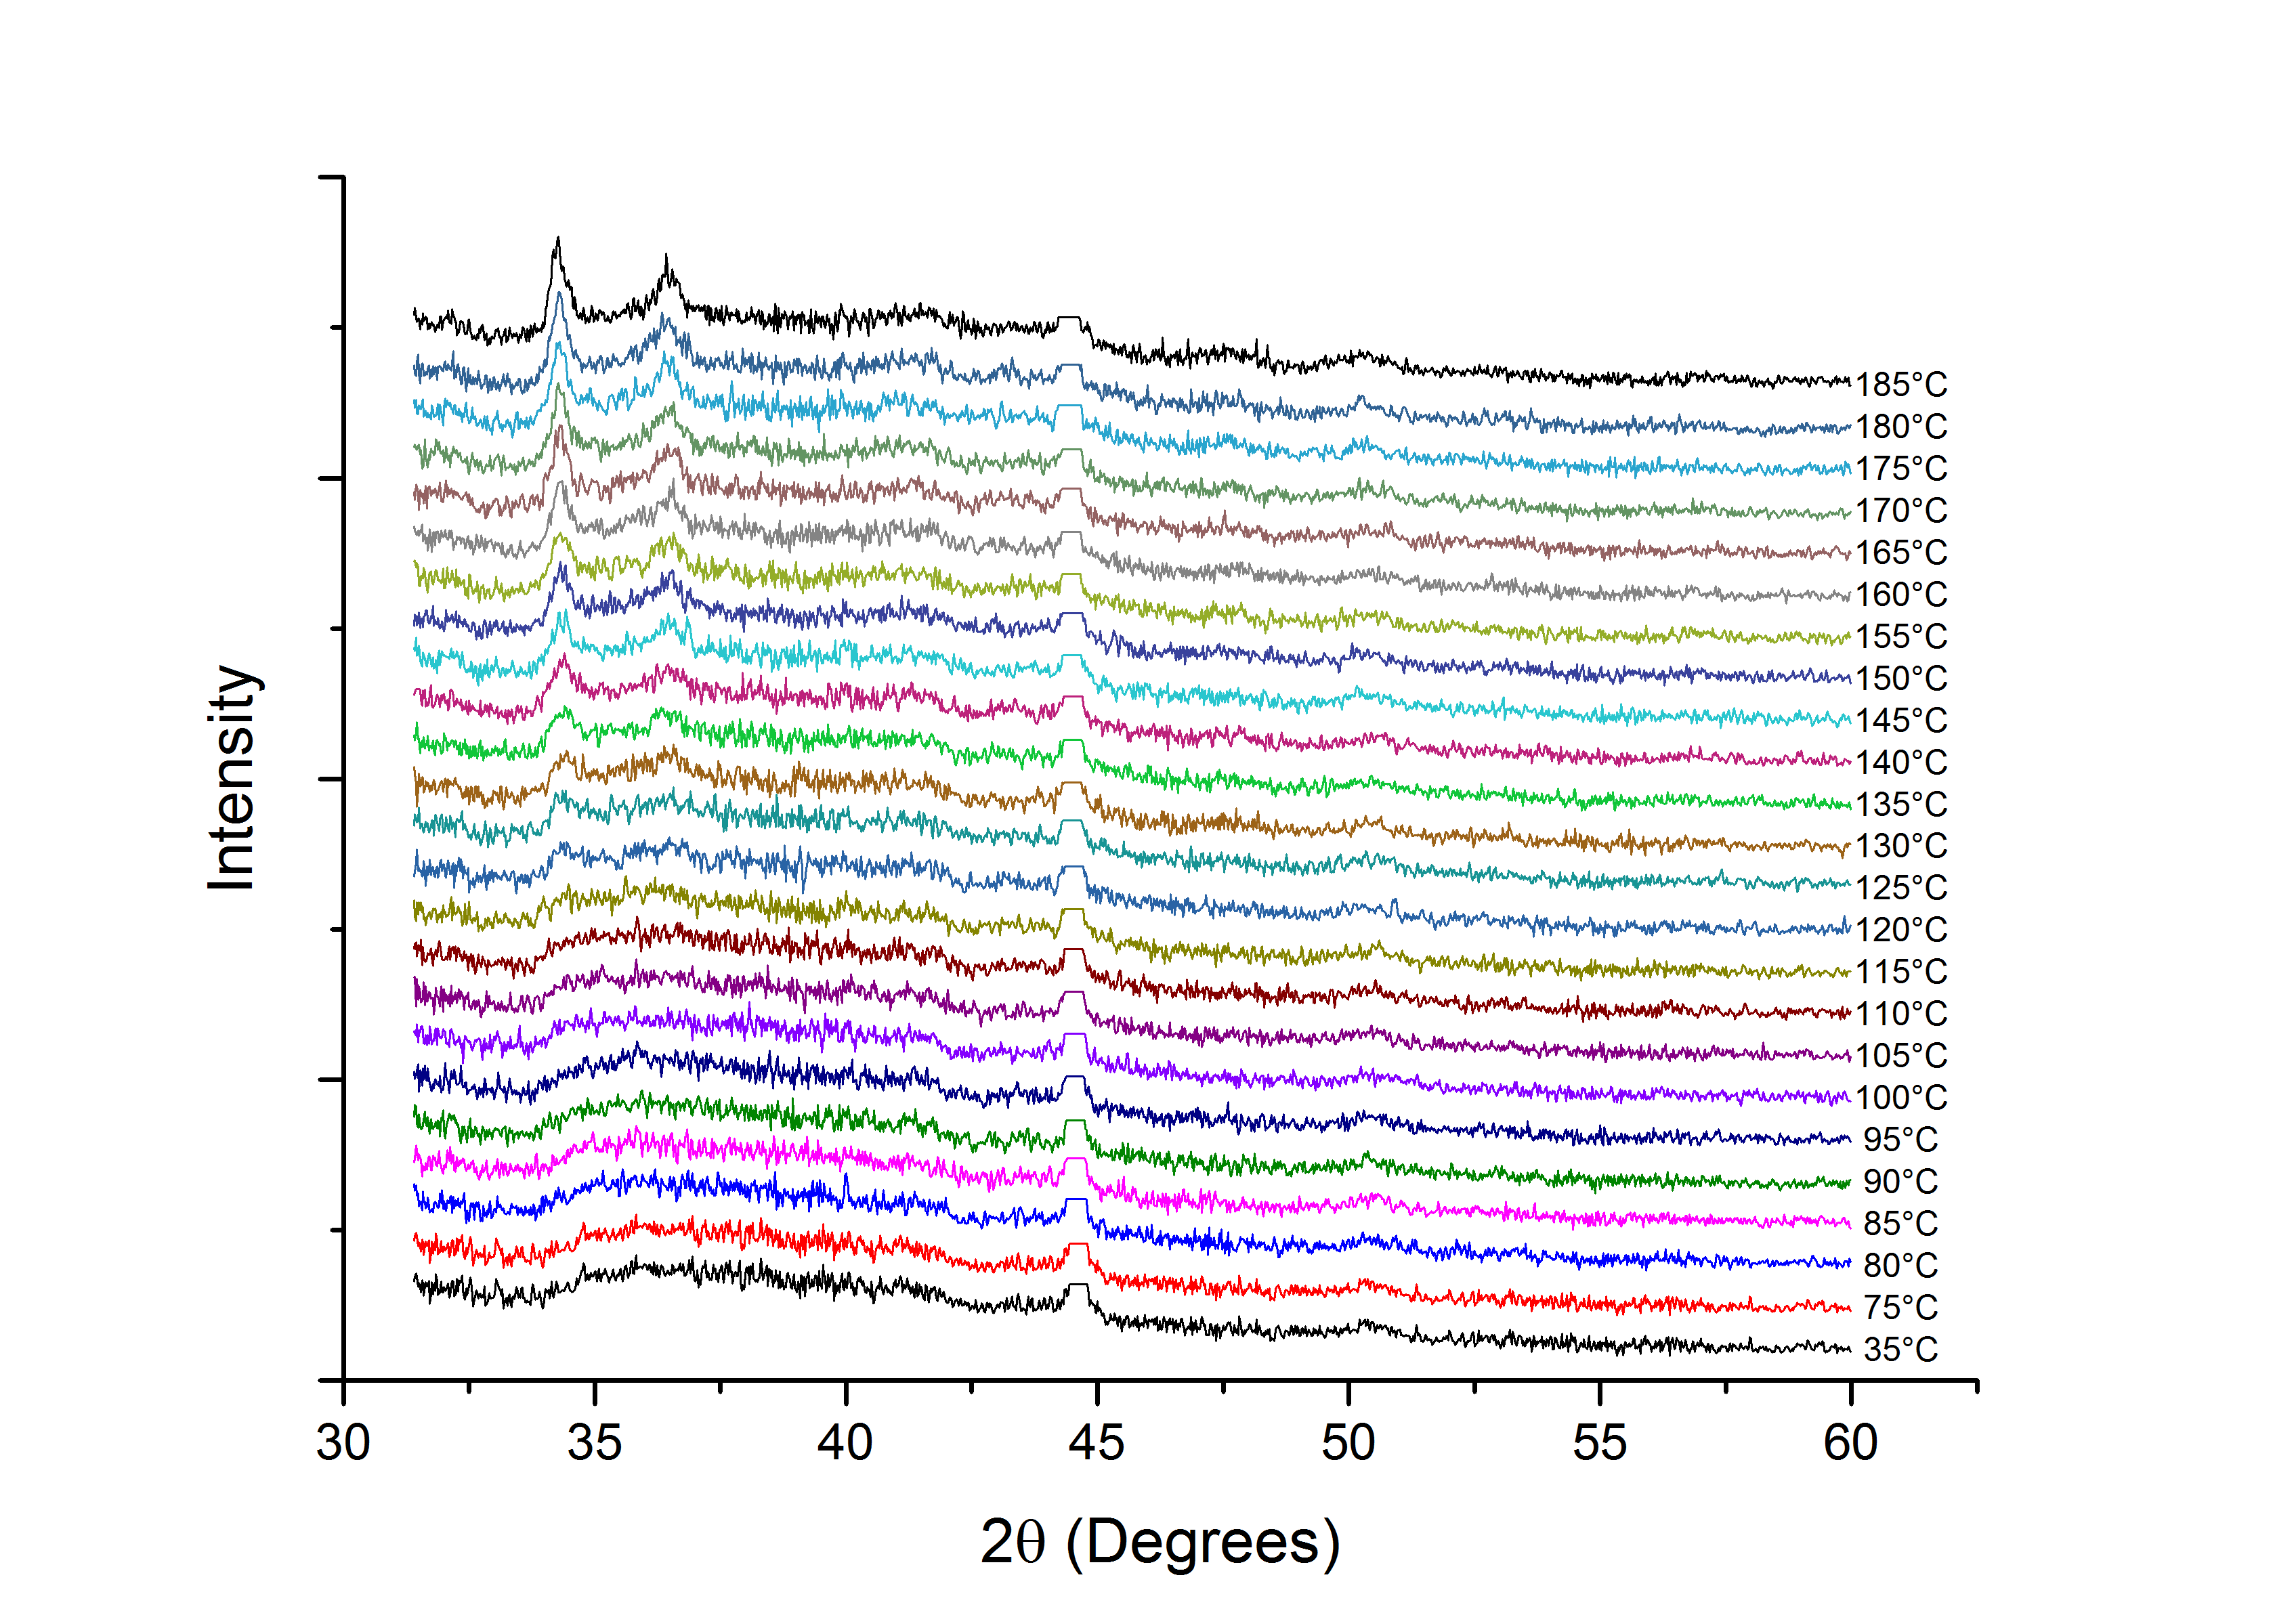 Intensity
185°C
180°C
175°C
170°C
165°C
160°C
155°C
150°C
145°C
140°C
135°C
130°C
125°C
120°C
115°C
110°C
105°C
100°C
95°C
90°C
85°C
80°C
75°C
35°C
30 35 40 45 50 55 60
2θ (Degrees)